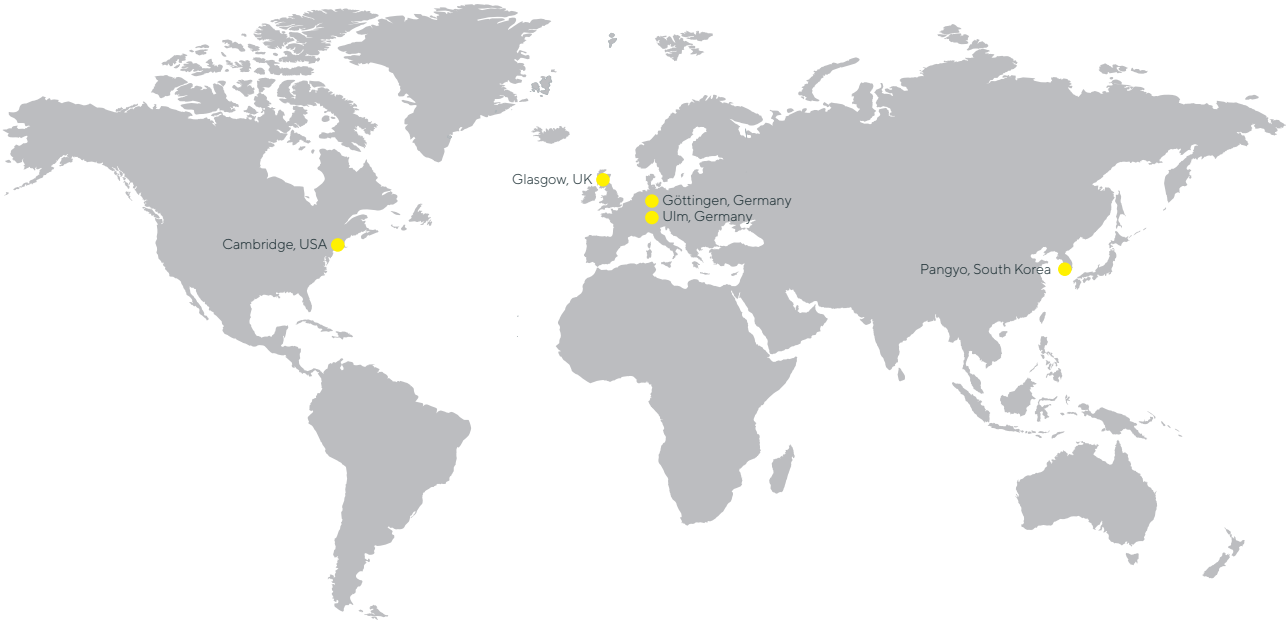 Glasgow, UK
Göttingen, Germany
Ulm, Germany
Cambridge, USA
Pangyo, South Korea